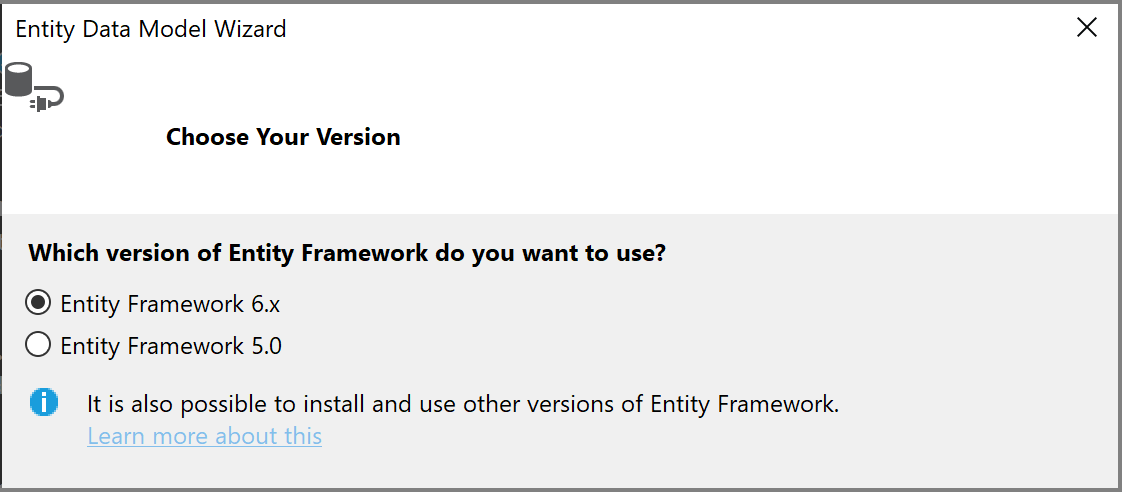 Entity Data Model Wizard
Choose Your Version
Which version of Entity Framework do you want to use?
Entity Framework 6.x
Entity Framework 5.0
It is also possible to install and use other versions of Entity Framework.
Learn more about this